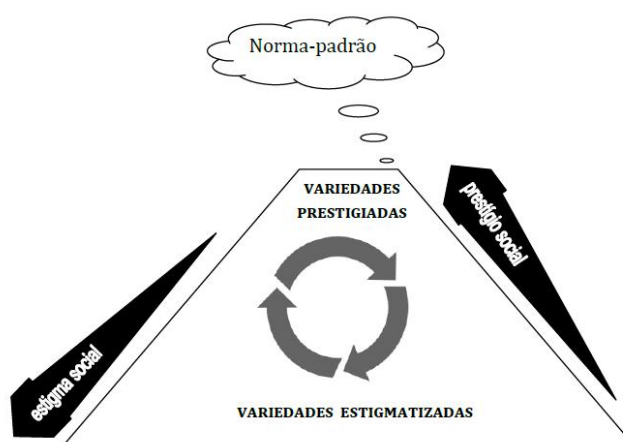 Norma-padrão
VARIEDADES
PRESTIGIADAS
prestígio social
estigma social
VARIEDADES ESTIGMATIZADAS